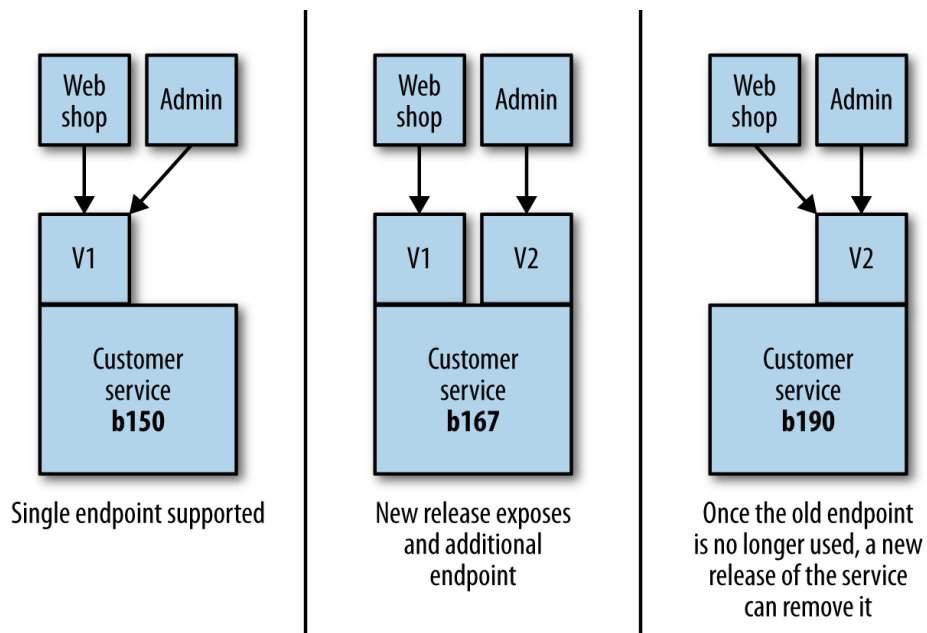 Web
shop
Admin
V1
Customer
service
b150
Single endpoint supported
Web
shop
Admin
V1
V2
Customer
service
b167
New release exposes
and additional
endpoint
Web
shop
Admin
V2
Customer
service
b190
Once the old endpoint
is no longer used, a new
release of the service
can remove it